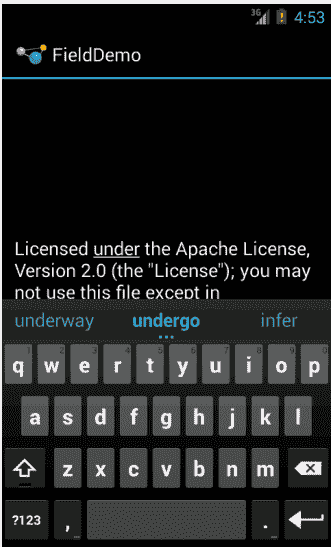 3G 4:53
FieldDemo
Licensed under the Apache License,
Version 2.0 (the "License"); you may
not use this file except in
underway undergo infer
q w e r t y u i o p
a s d f g h j k l
z x c v b n m
?123 , .